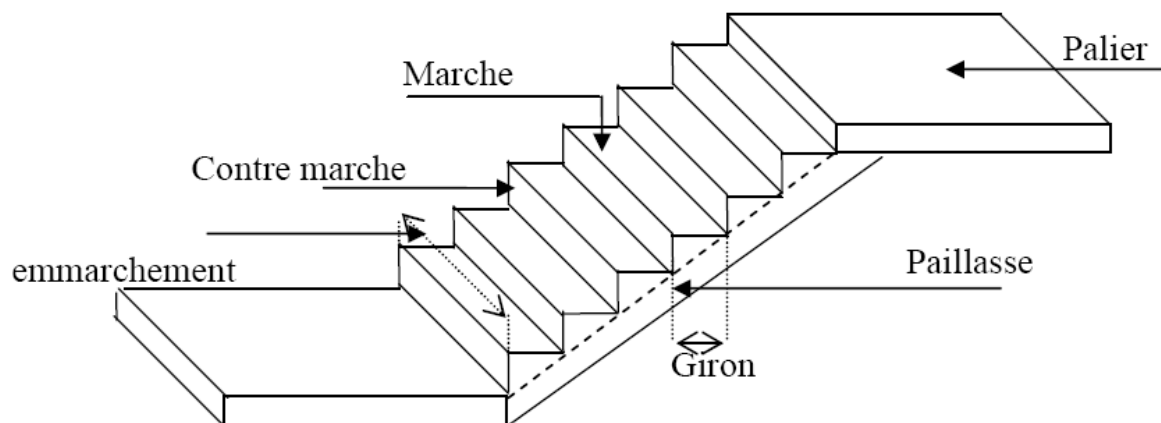 Palier
Marche
Contre marche
emmarchement
Paillasse
Giron